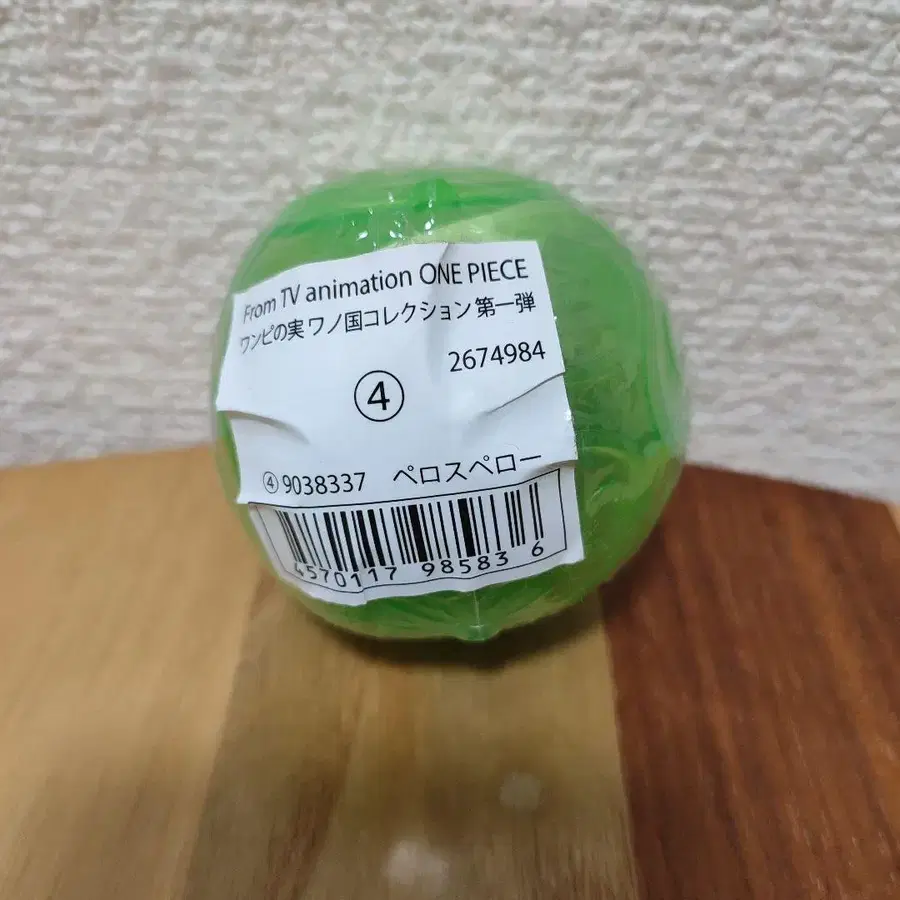 From TV animation ONE PIECE
ワンピの実 ワノ国コレクション 第一弾
2674984
④
④9038337 ペロスペロー
4570117 98583 6